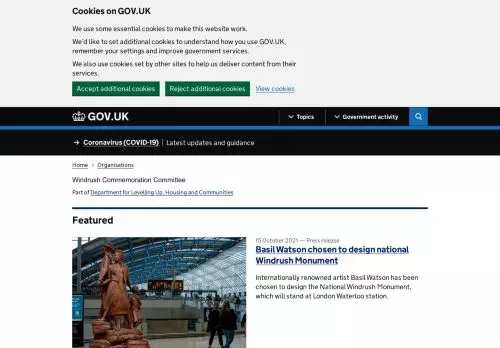 Cookies on GOV.UK
We use some essential cookies to make this website work.
We'd like to set additional cookies to understand how you use GOV.UK,
remember your settings and improve government services.
We also use cookies set by other sites to help us deliver content from their
services.
Accept additional cookies
Reject additional cookies
View cookies
GOV.UK
Topics
Government activity
→ Coronavirus (COVID-19) | Latest updates and guidance
Home > Organisations
Windrush Commemoration Committee
Part of Department for Levelling Up, Housing and Communities
Featured
15 October 2021 — Press release
Basil Watson chosen to design national
Windrush Monument
Internationally renowned artist Basil Watson has been
chosen to design the National Windrush Monument,
which will stand at London Waterloo station.